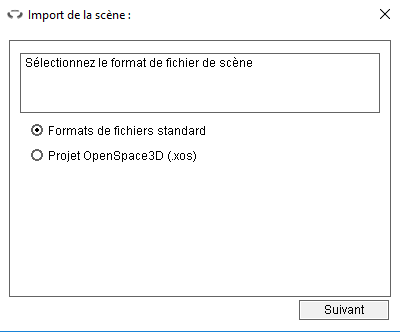 Import de la scène :
Sélectionnez le format de fichier de scène
Formats de fichiers standard
Projet OpenSpace3D (.xos)
Suivant